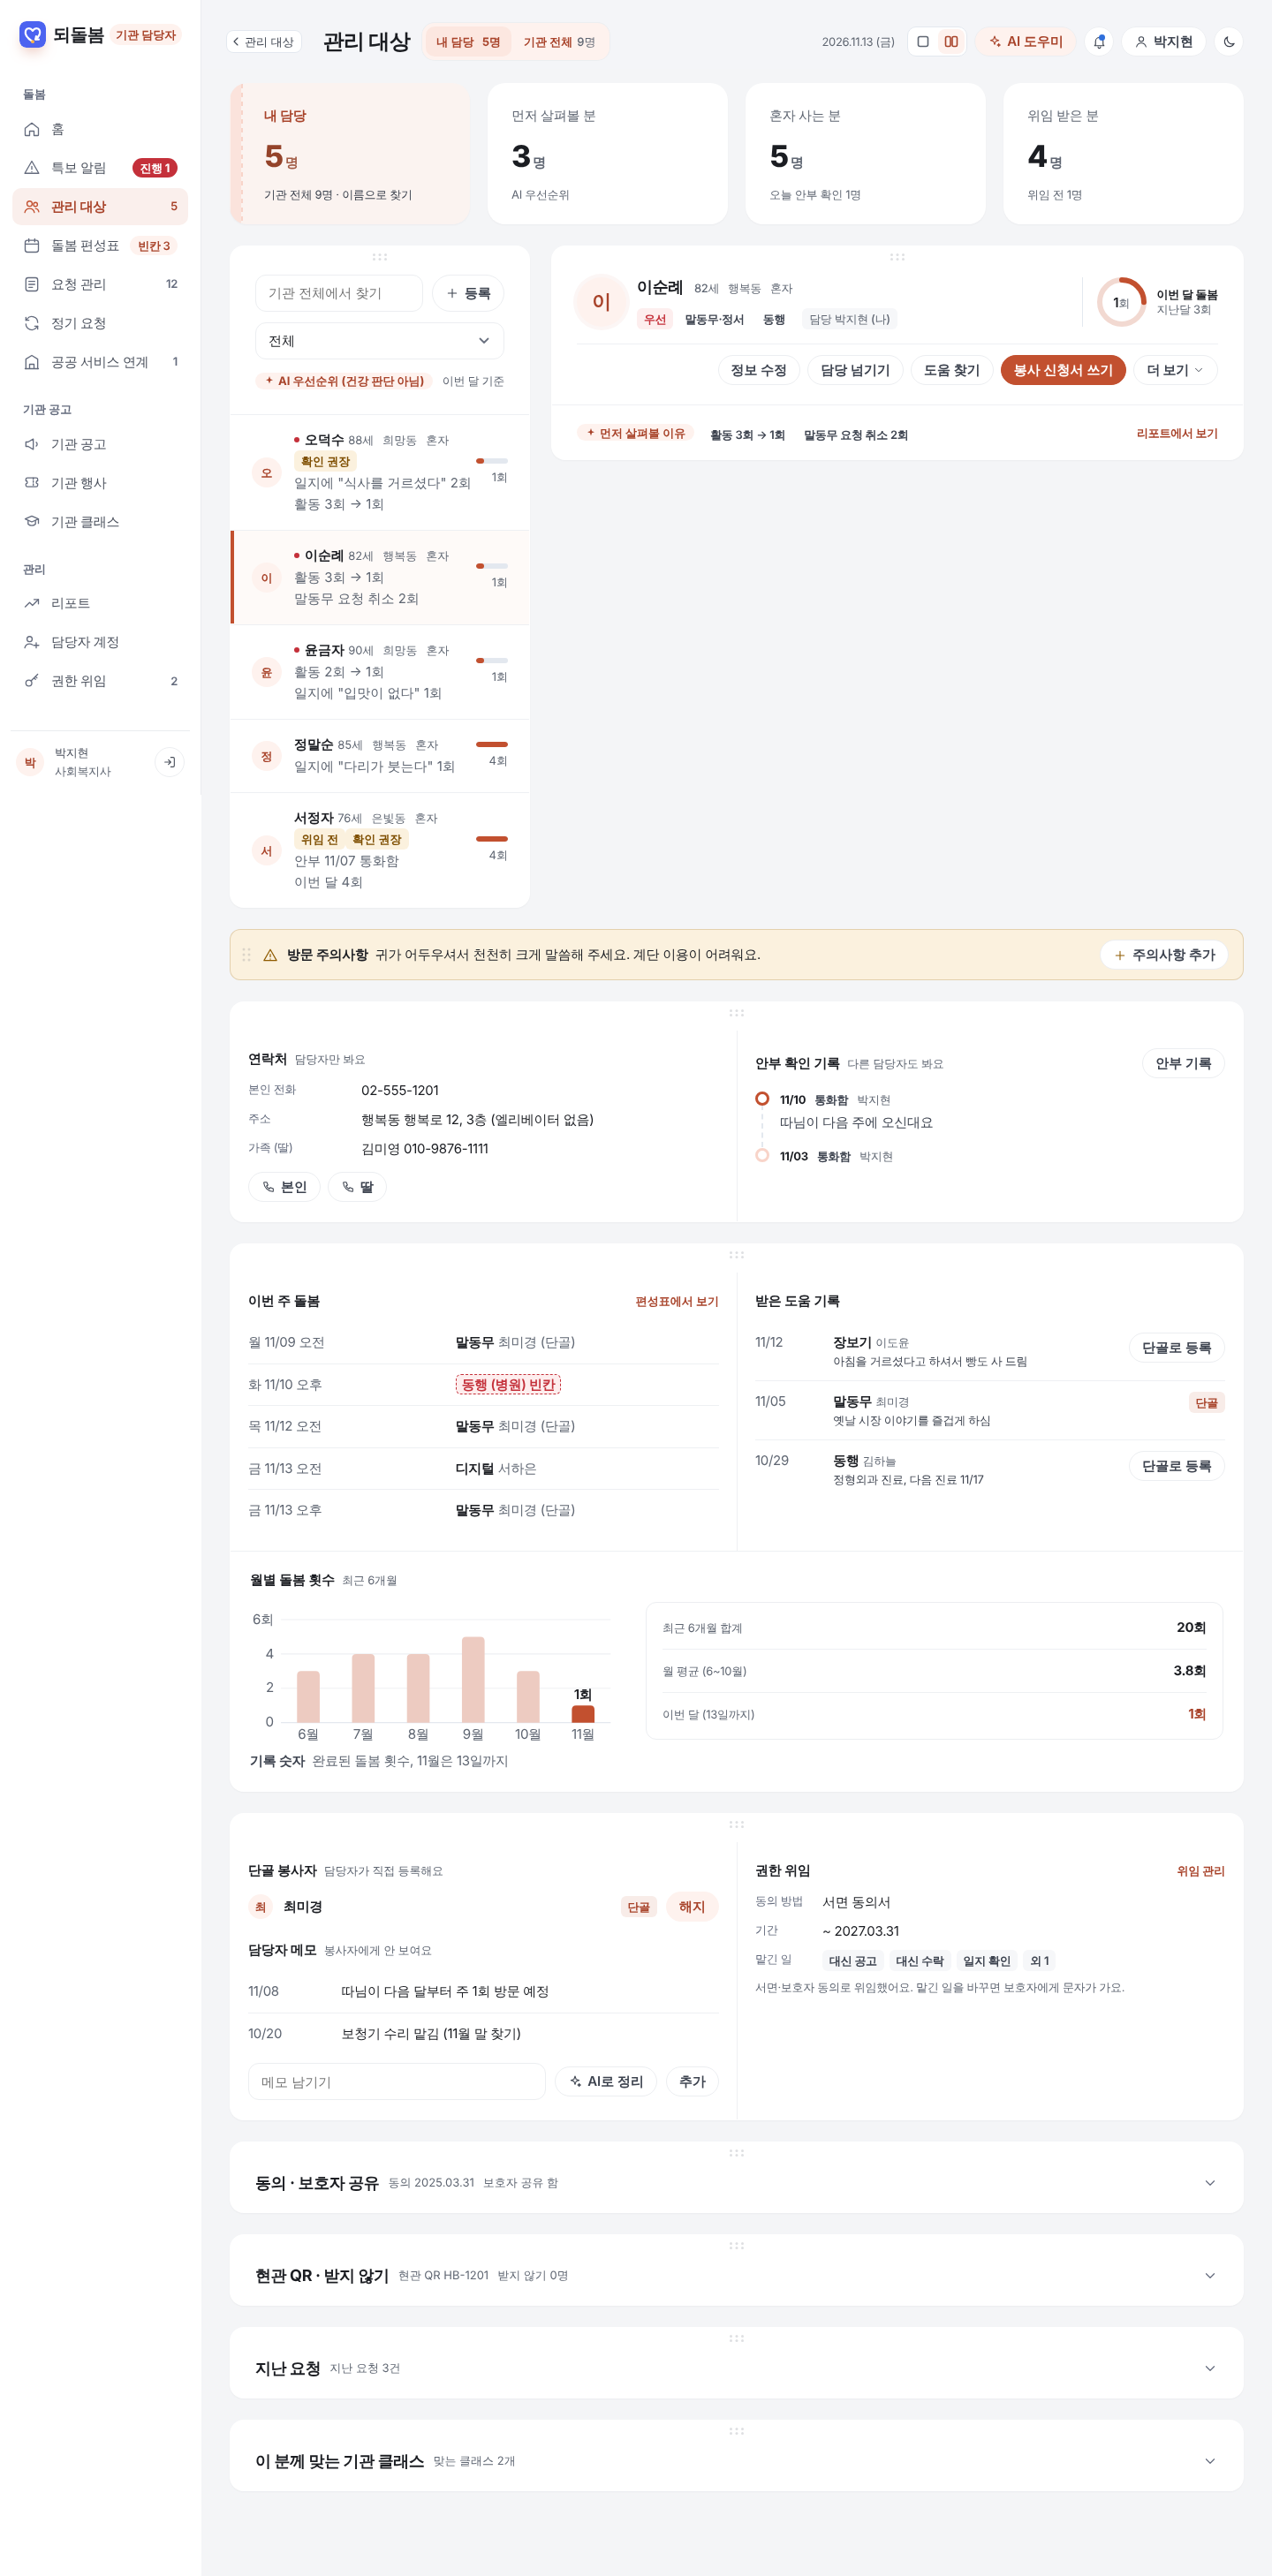 되돌봄 기관 담당자
돌봄
홈
특보 알림 진행 1
관리 대상 5
돌봄 편성표 빈칸 3
요청 관리 12
정기 요청
공공 서비스 연계 1
기관 공고
기관 공고
기관 행사
기관 클래스
관리
리포트
담당자 계정
권한 위임 2
박 박지현
사회복지사
관리 대상
관리 대상
내 담당 5명 기관 전체 9명
2026.11.13 (금)
AI 도우미
박지현
내 담당
5명
기관 전체 9명 · 이름으로 찾기
먼저 살펴볼 분
3명
AI 우선순위
혼자 사는 분
5명
오늘 안부 확인 1명
위임 받은 분
4명
위임 전 1명
기관 전체에서 찾기
등록
전체
AI 우선순위 (건강 판단 아님) 이번 달 기준
오 오덕수 88세 희망동 혼자
확인 권장
일지에 "식사를 거르셨다" 2회
활동 3회 → 1회
1회
이 이순례 82세 행복동 혼자
활동 3회 → 1회
말동무 요청 취소 2회
1회
윤 윤금자 90세 희망동 혼자
활동 2회 → 1회
일지에 "입맛이 없다" 1회
1회
정 정말순 85세 행복동 혼자
일지에 "다리가 붓는다" 1회
4회
서 서정자 76세 은빛동 혼자
위임 전 확인 권장
안부 11/07 통화함
이번 달 4회
4회
이 이순례 82세 행복동 혼자
우선 말동무·정서 동행 담당 박지현 (나)
1회
이번 달 돌봄
지난달 3회
정보 수정 담당 넘기기 도움 찾기 봉사 신청서 쓰기 더 보기
먼저 살펴볼 이유 활동 3회 → 1회 말동무 요청 취소 2회 리포트에서 보기
방문 주의사항 귀가 어두우셔서 천천히 크게 말씀해 주세요. 계단 이용이 어려워요. 주의사항 추가
연락처 담당자만 봐요
본인 전화 02-555-1201
주소 행복동 행복로 12, 3층 (엘리베이터 없음)
가족 (딸) 김미영 010-9876-1111
본인 딸
안부 확인 기록 다른 담당자도 봐요 안부 기록
11/10 통화함 박지현
따님이 다음 주에 오신대요
11/03 통화함 박지현
이번 주 돌봄 편성표에서 보기
월 11/09 오전 말동무 최미경 (단골)
화 11/10 오후 동행 (병원) 빈칸
목 11/12 오전 말동무 최미경 (단골)
금 11/13 오전 디지털 서하은
금 11/13 오후 말동무 최미경 (단골)
받은 도움 기록
11/12 장보기 이도윤
아침을 거르셨다고 하셔서 빵도 사 드림
단골로 등록
11/05 말동무 최미경
옛날 시장 이야기를 즐겁게 하심
단골
10/29 동행 김하늘
정형외과 진료, 다음 진료 11/17
단골로 등록
월별 돌봄 횟수 최근 6개월
6회
4
2
0
1회
6월 7월 8월 9월 10월 11월
기록 숫자 완료된 돌봄 횟수, 11월은 13일까지
최근 6개월 합계 20회
월 평균 (6~10월) 3.8회
이번 달 (13일까지) 1회
단골 봉사자 담당자가 직접 등록해요
최 최미경 단골 해지
담당자 메모 봉사자에게 안 보여요
11/08 따님이 다음 달부터 주 1회 방문 예정
10/20 보청기 수리 맡김 (11월 말 찾기)
메모 남기기 AI로 정리 추가
권한 위임 위임 관리
동의 방법 서면 동의서
기간 ~ 2027.03.31
맡긴 일 대신 공고 대신 수락 일지 확인 외 1
서면·보호자 동의로 위임했어요. 맡긴 일을 바꾸면 보호자에게 문자가 가요.
동의 · 보호자 공유 동의 2025.03.31 보호자 공유 함
현관 QR · 받지 않기 현관 QR HB-1201 받지 않기 0명
지난 요청 지난 요청 3건
이 분께 맞는 기관 클래스 맞는 클래스 2개